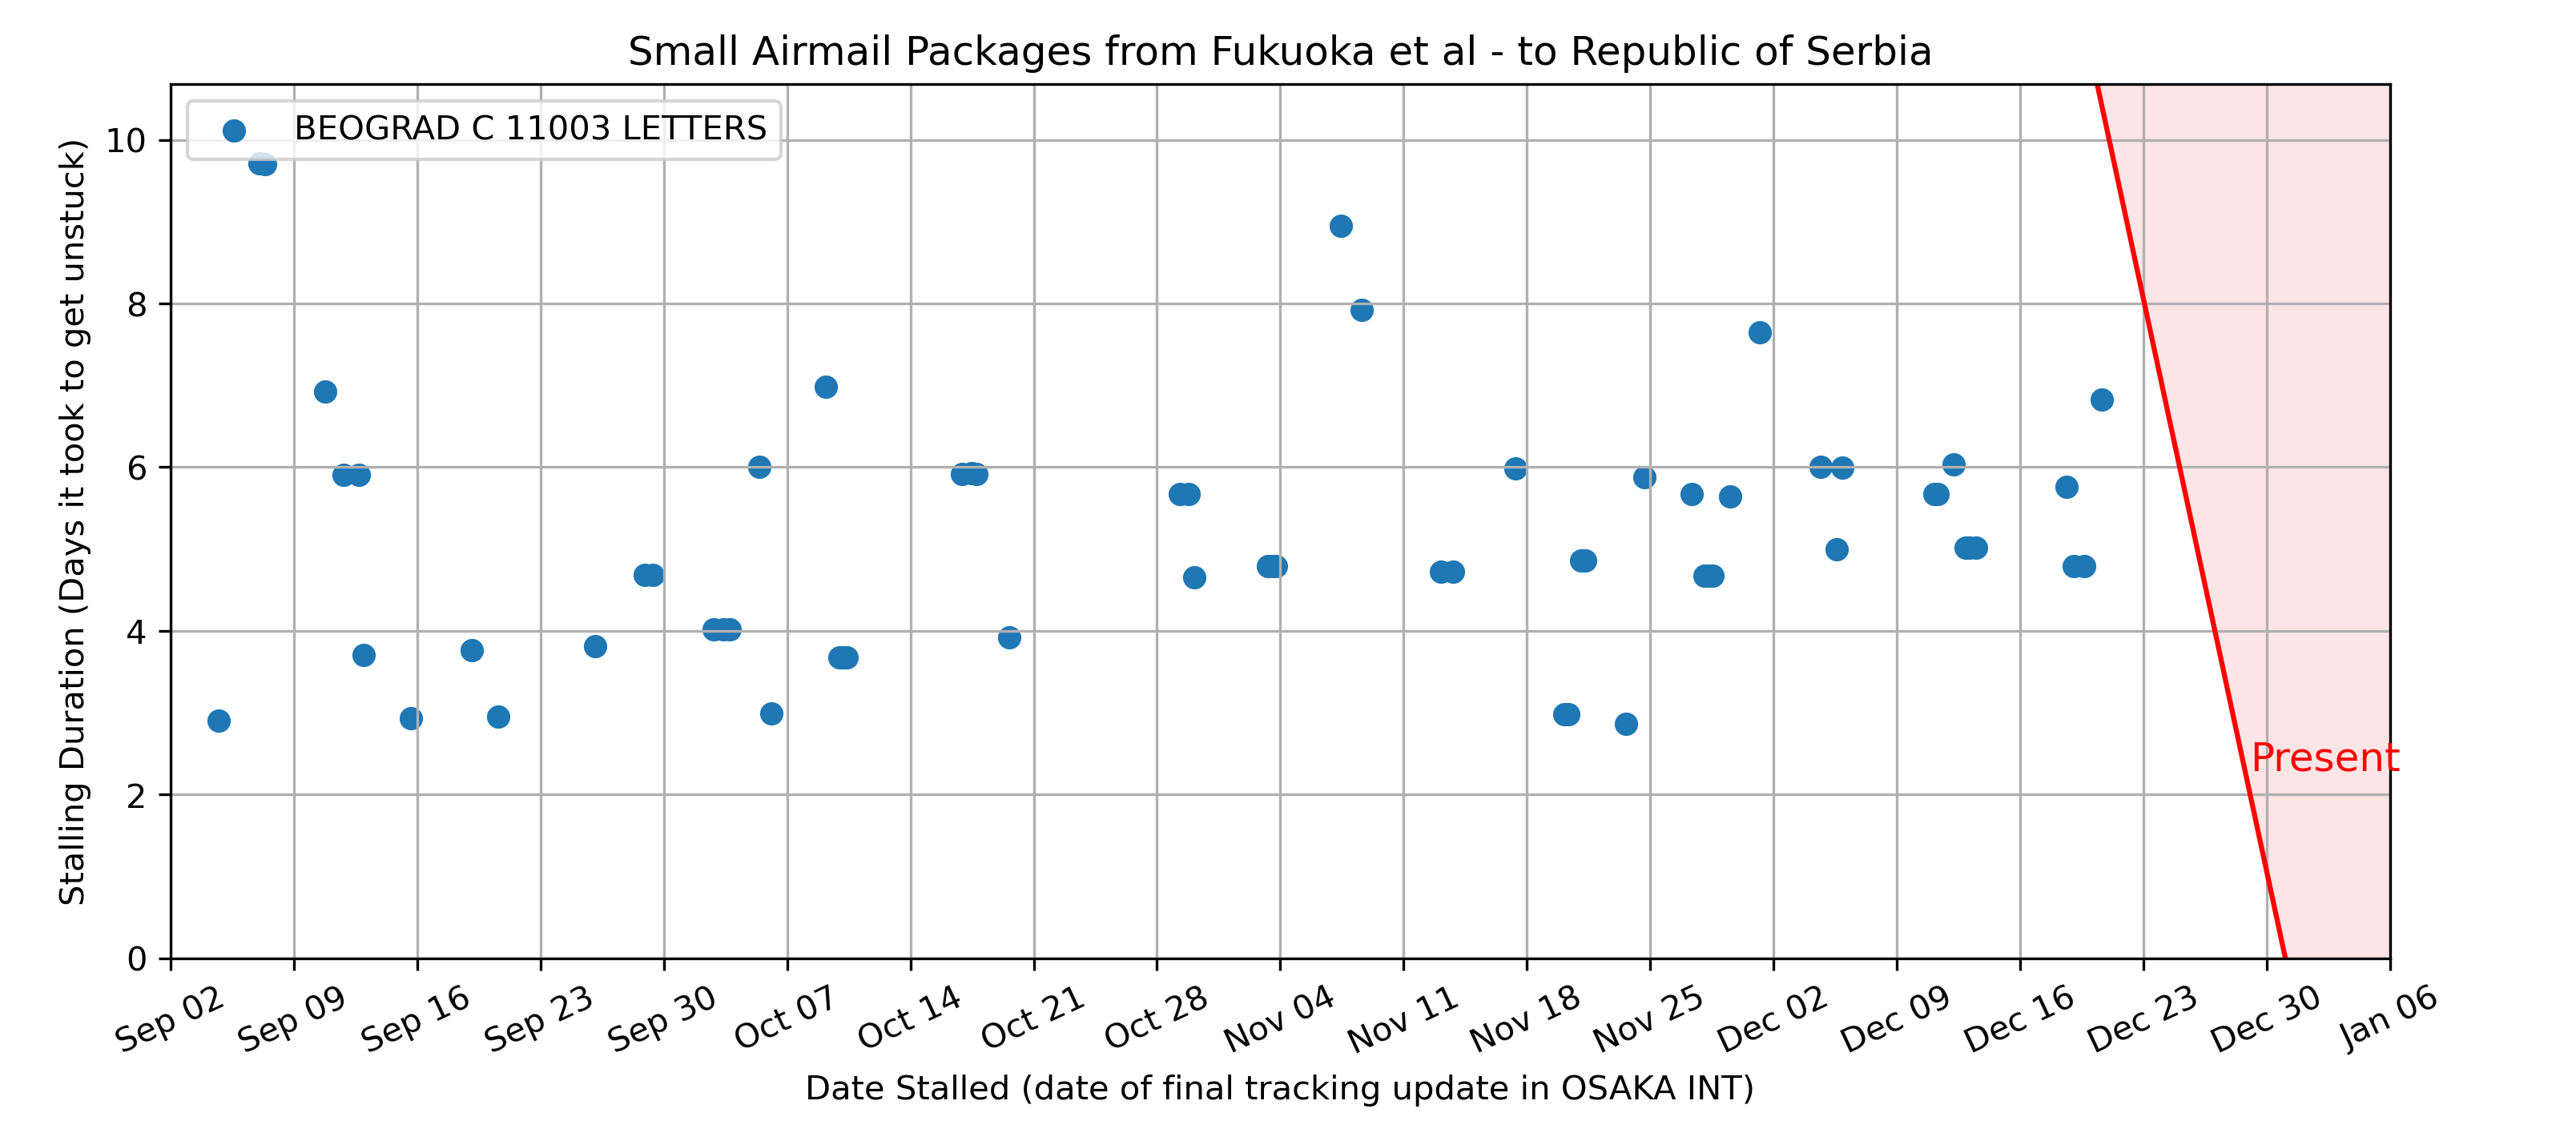 Small Airmail Packages from Fukuoka et al - to Republic of Serbia
BEOGRAD C 11003 LETTERS
Stalling Duration (Days it took to get unstuck)
10
8
6
4
2
0
Present
Sep 02
Sep 09
Sep 16
Sep 23
Sep 30
Oct 07
Oct 14
Oct 21
Oct 28
Nov 04
Nov 11
Nov 18
Nov 25
Dec 02
Dec 09
Dec 16
Dec 23
Dec 30
Jan 06
Date Stalled (date of final tracking update in OSAKA INT)